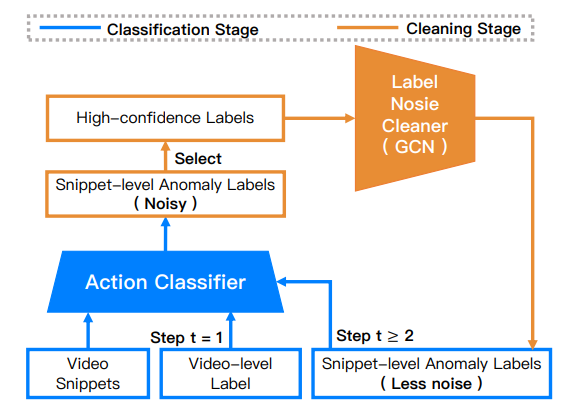 Classification Stage
Cleaning Stage
High-confidence Labels
Label
Nosie
Cleaner
( GCN )
Select
Snippet-level Anomaly Labels
( Noisy )
Action Classifier
Step t = 1
Step t ≥ 2
Video
Snippets
Video-level
Label
Snippet-level Anomaly Labels
( Less noise )